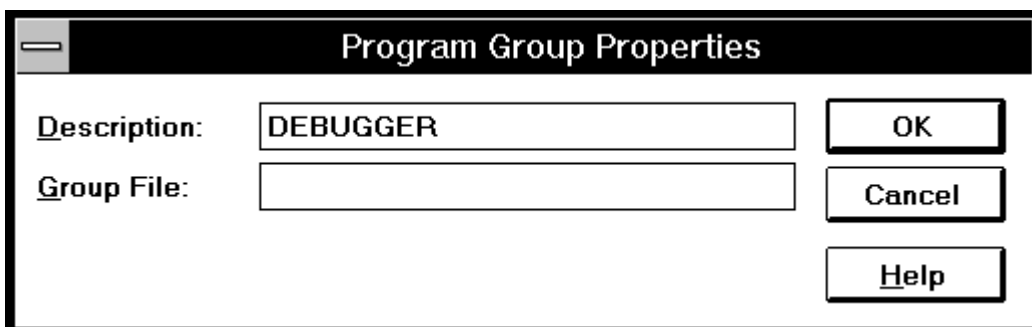 Program Group Properties
Description: DEBUGGER OK
Group File: Cancel
Help